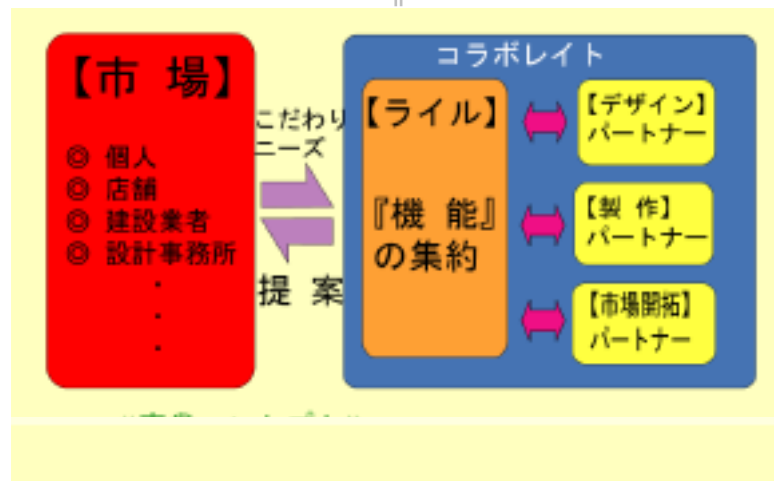 【市 場】
◎ 個人
◎ 店舗
◎ 建設業者
◎ 設計事務所
・
・
・
こだわり
ニーズ
提 案
コラボレイト
【ライル】
『機 能』
の集約
【デザイン】
パートナー
【製 作】
パートナー
【市場開拓】
パートナー